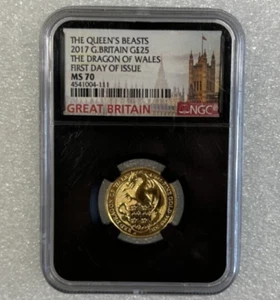 THE QUEEN'S BEASTS
2017 G.BRITAIN G£25
THE DRAGON OF WALES
FIRST DAY OF ISSUE
MS 70
4541004-111
GREAT BRITAIN NGC